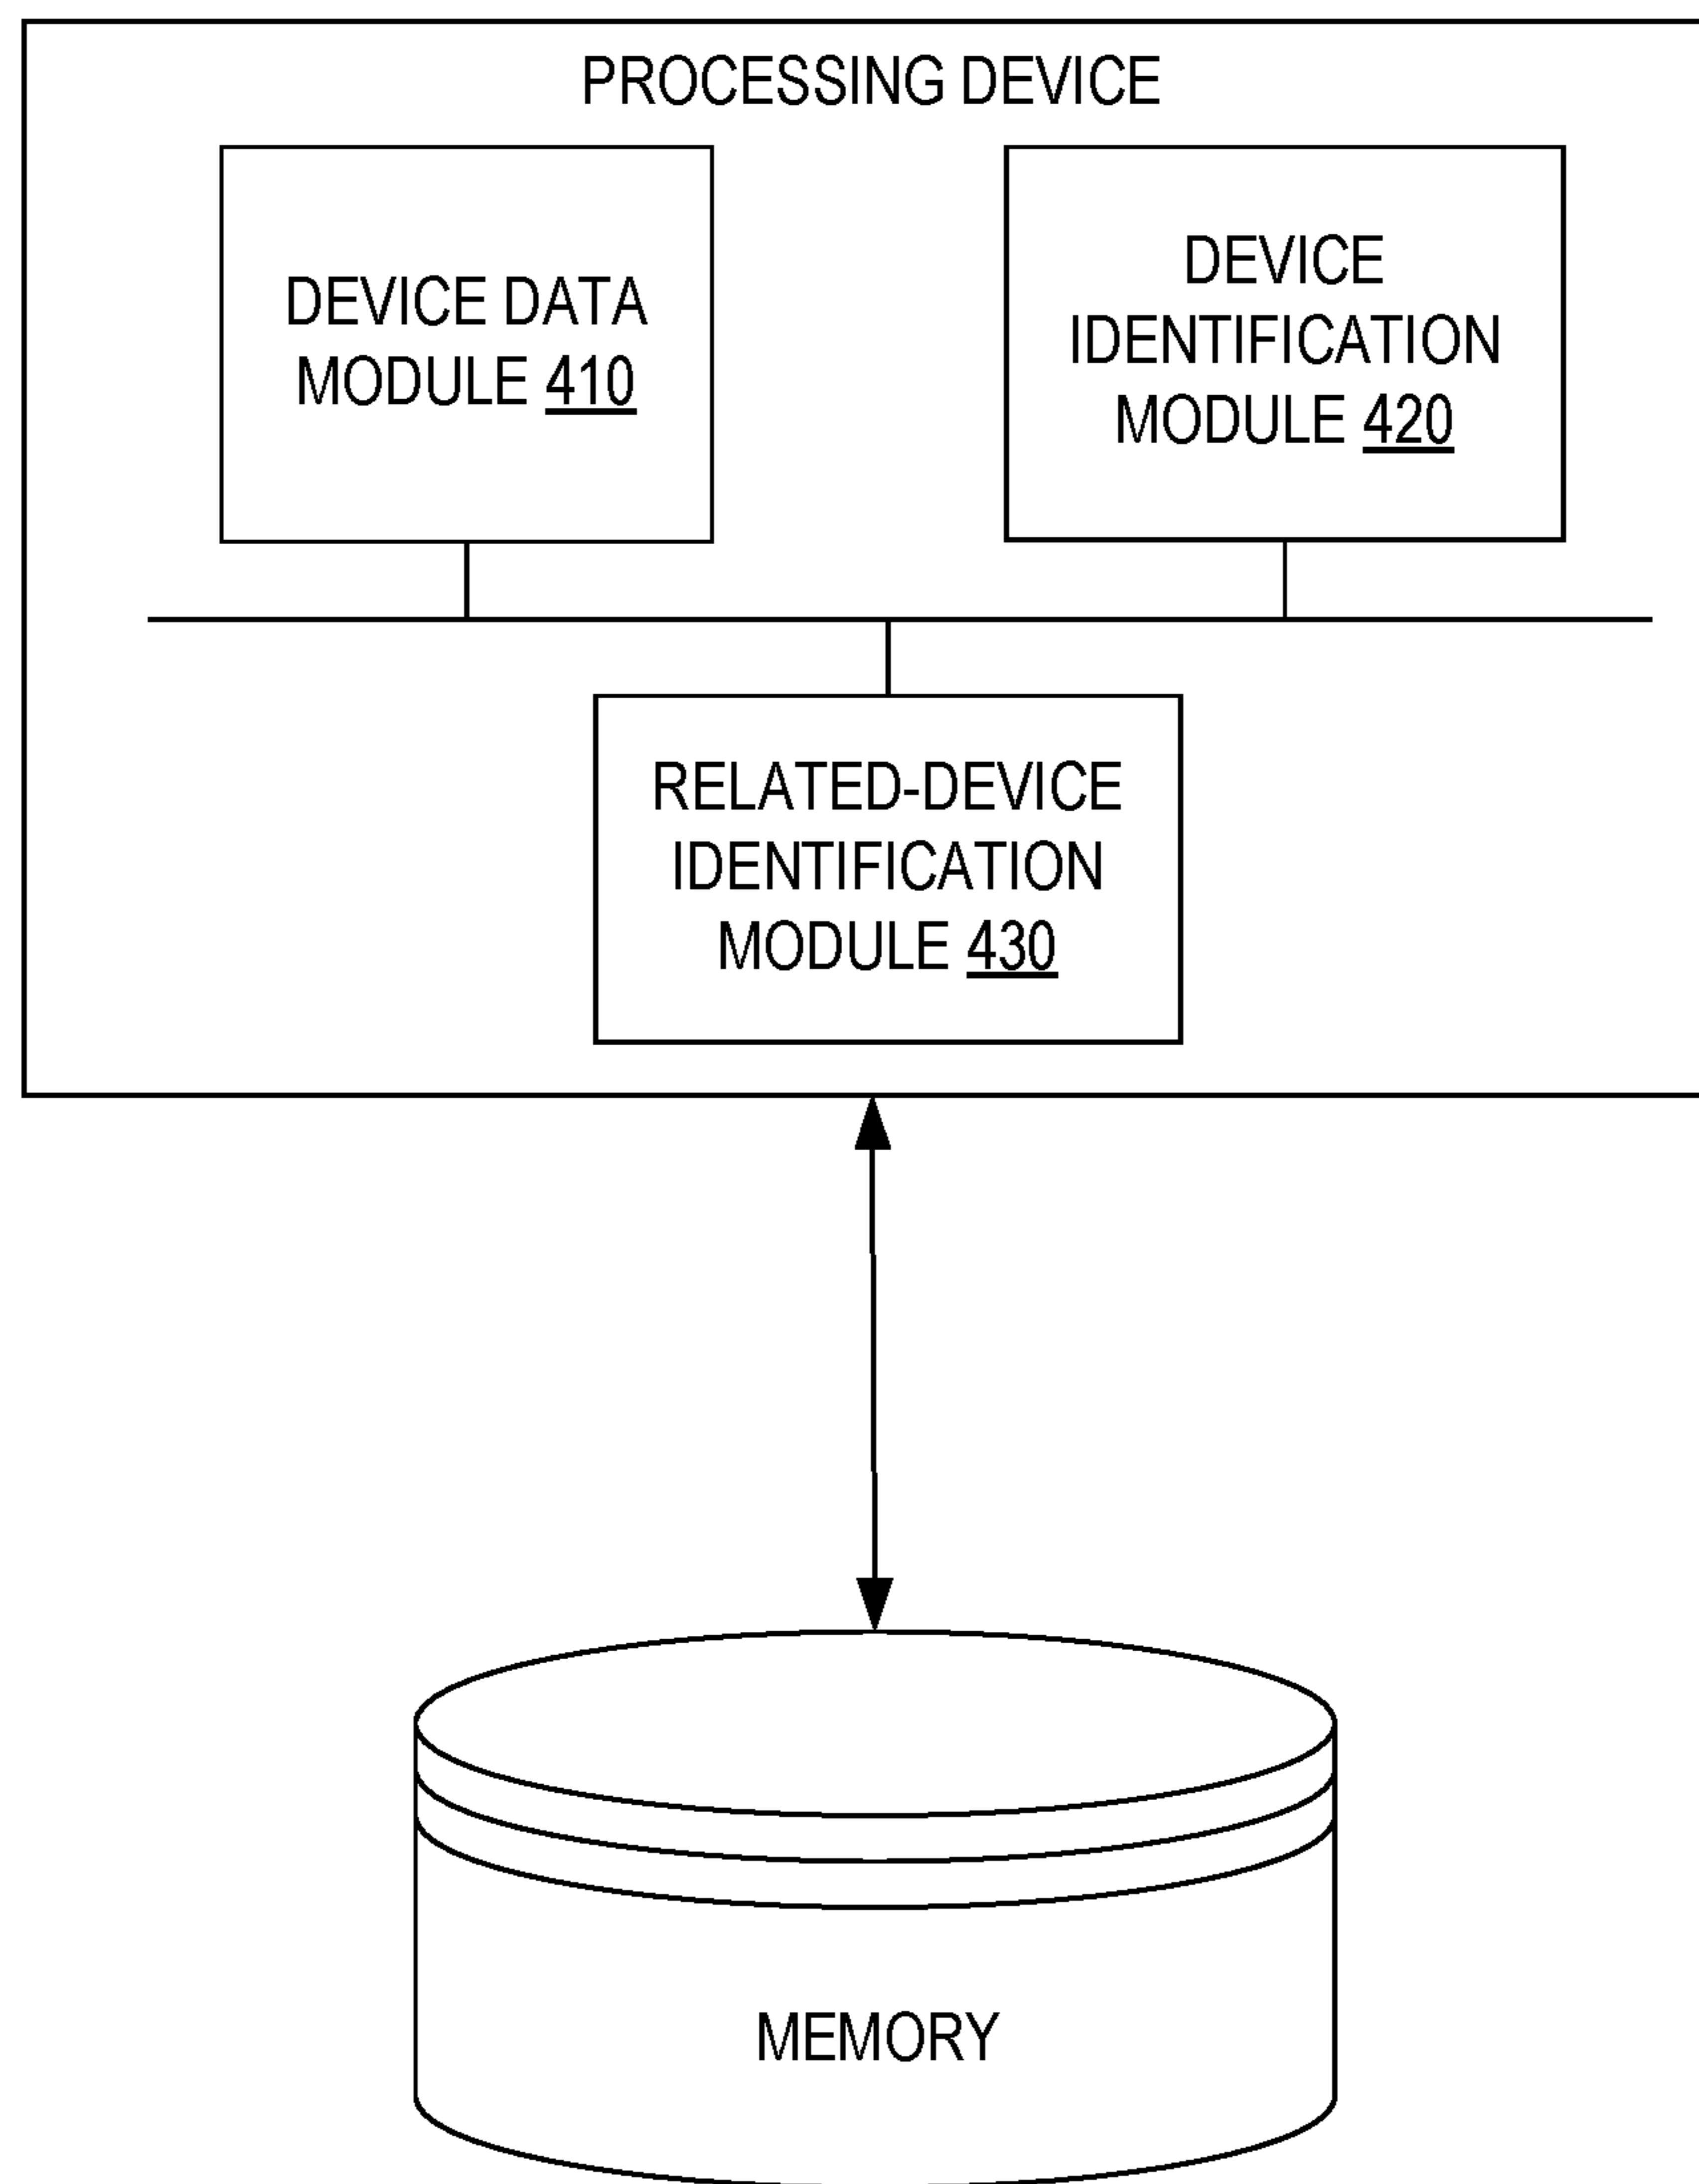 PROCESSING DEVICE
DEVICE DATA
MODULE 410
DEVICE
IDENTIFICATION
MODULE 420
RELATED-DEVICE
IDENTIFICATION
MODULE 430
MEMORY